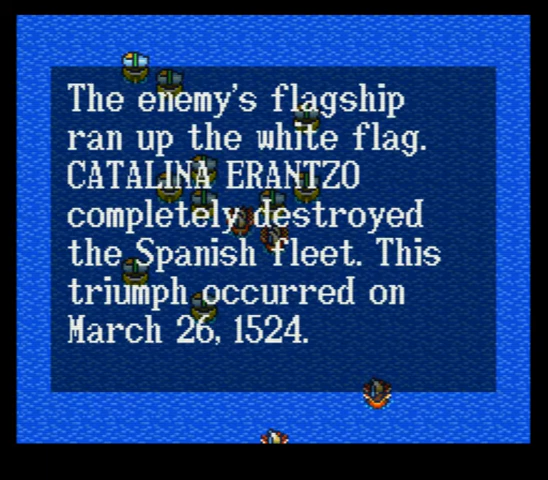 The enemy's flagship
ran up the white flag.
CATALINA ERANTZO
completely destroyed
the Spanish fleet. This
triumph occurred on
March 26, 1524.